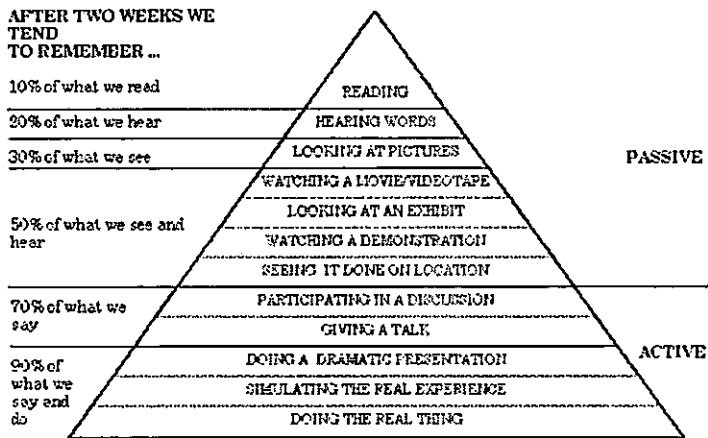 AFTER TWO WEEKS WE
TEND
TO REMEMBER ...
10% of what we read
READING
20% of what we hear
HEARING WORDS
30% of what we see
LOOKING AT PICTURES
PASSIVE
WATCHING A MOVIE/VIDEOTAPE
LOOKING AT AN EXHIBIT
50% of what we see and
hear
WATCHING A DEMONSTRATION
SEEING IT DONE ON LOCATION
PARTICIPATING IN A DISCUSSION
70% of what we
say
GIVING A TALK
ACTIVE
90% of
what we
say and
do
DOING A DRAMATIC PRESENTATION
SIMULATING THE REAL EXPERIENCE
DOING THE REAL THING